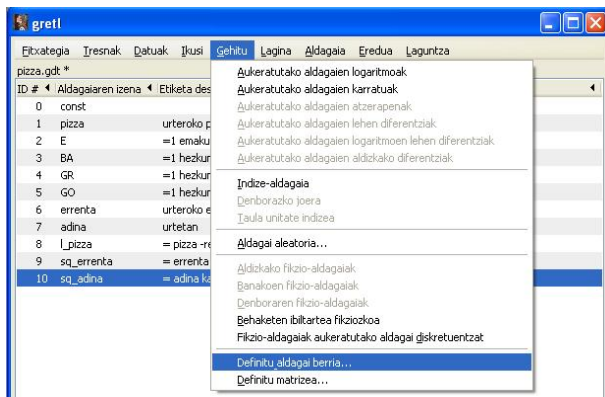 gretl
Fitxategia Tresnak Datuak Ikusi Gehitu Lagina Aldagaia Eredua Laguntza
pizza.gdt *
ID # Aldagaiaren izena Etiketa des
0 const
1 pizza urteroko p
2 E =1 emaku
3 BA =1 hezkur
4 GR =1 hezkur
5 GO =1 hezkur
6 errenta urteroko e
7 adina urtetan
8 l_pizza = pizza -re
9 sq_errenta = errenta
10 sq_adina = adina ka
Aukeratutako aldagaien logaritmoak
Aukeratutako aldagaien karratuak
Aukeratutako aldagaien atzerapenak
Aukeratutako aldagaien lehen diferentziak
Aukeratutako aldagaien logaritmoen lehen diferentziak
Aukeratutako aldagaien aldizkako diferentziak
Indize-aldagaia
Denborazko joera
Taula unitate indizea
Aldagai aleatoria...
Aldizkako fikzio-aldagaiak
Banakoen fikzio-aldagaiak
Denboraren fikzio-aldagaiak
Behaketen ibiltartea fikziozkoa
Fikzio-aldagaiak aukeratutako aldagai diskretuentzat
Definitu aldagai berria...
Definitu matrizea...